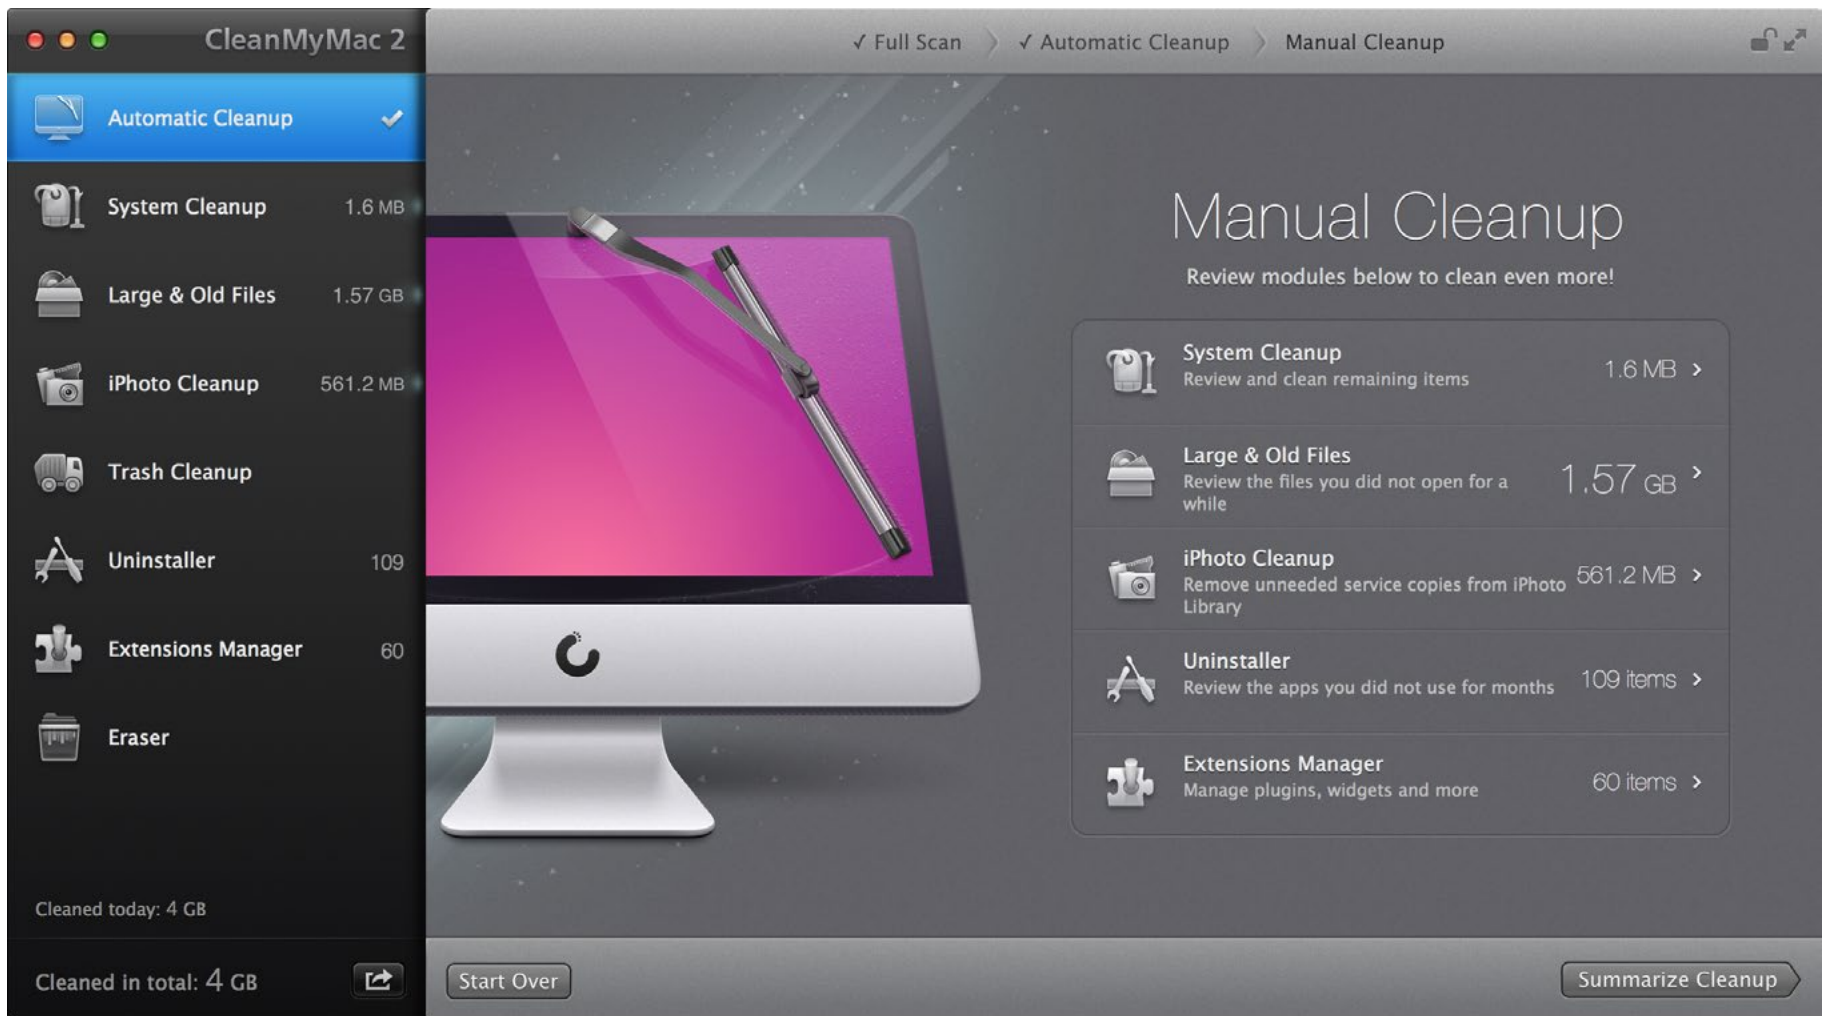 CleanMyMac 2
✓ Full Scan
✓ Automatic Cleanup
Manual Cleanup
Automatic Cleanup
System Cleanup 1.6 MB
Large & Old Files 1.57 GB
iPhoto Cleanup 561.2 MB
Trash Cleanup
Uninstaller 109
Extensions Manager 60
Eraser
Cleaned today: 4 GB
Cleaned in total: 4 GB
Manual Cleanup
Review modules below to clean even more!
System Cleanup
Review and clean remaining items
1.6 MB
Large & Old Files
Review the files you did not open for a
while
1.57 GB
iPhoto Cleanup
Remove unneeded service copies from iPhoto
Library
561.2 MB
Uninstaller
Review the apps you did not use for months
109 items
Extensions Manager
Manage plugins, widgets and more
60 items
Start Over
Summarize Cleanup